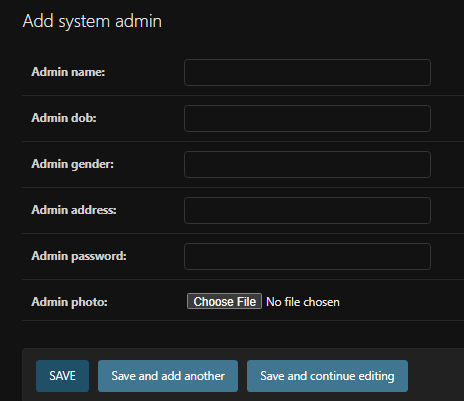 Add system admin
Admin name:
Admin dob:
Admin gender:
Admin address:
Admin password:
Admin photo: Choose File No file chosen
SAVE Save and add another Save and continue editing